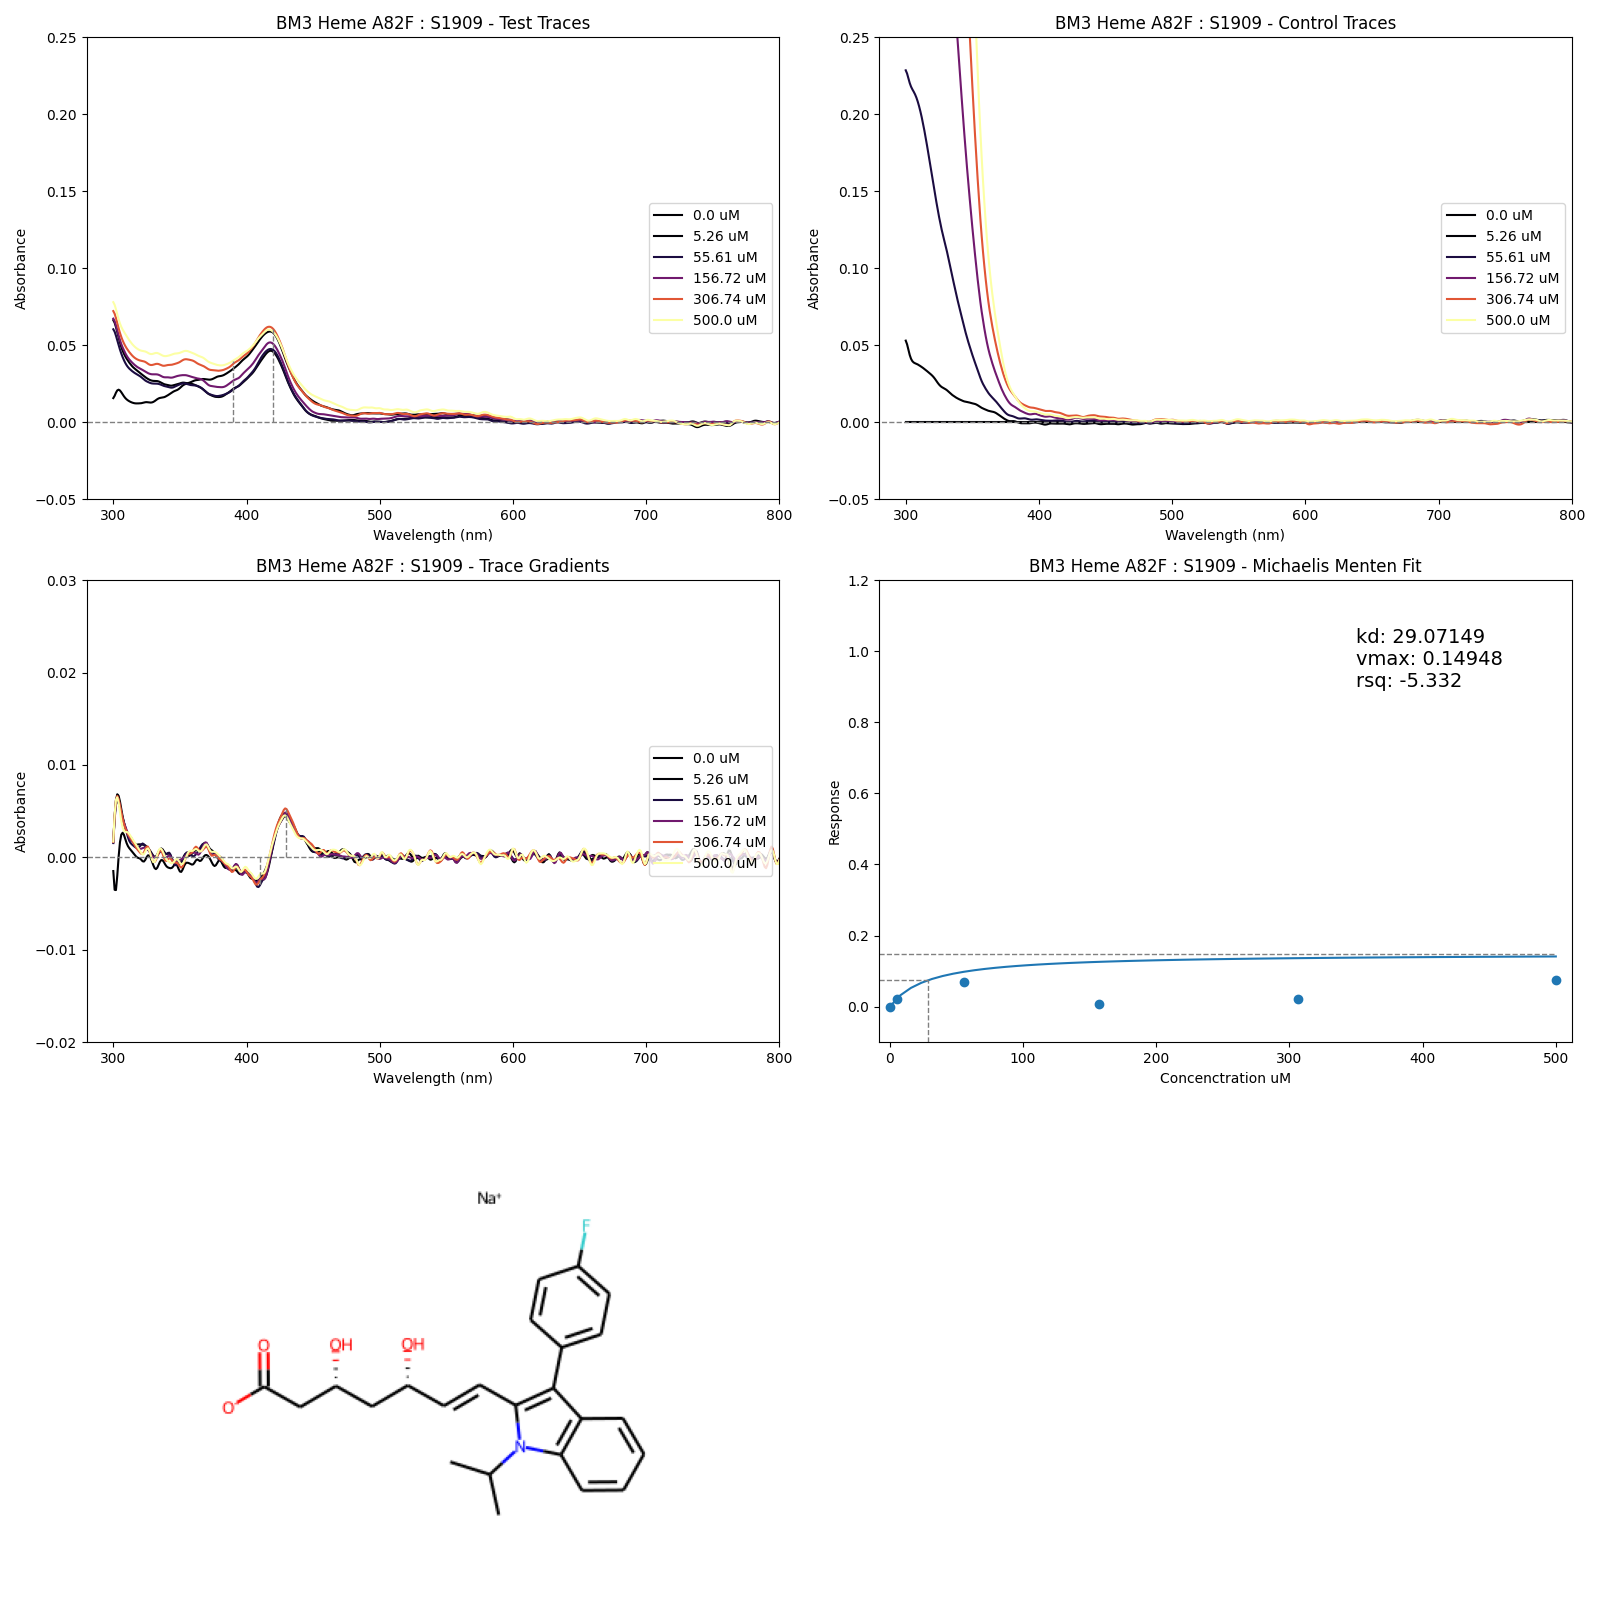 BM3 Heme A82F : S1909 - Test Traces
Absorbance
0.25
0.20
0.15
0.10
0.05
0.00
−0.05
300 400 500 600 700 800
Wavelength (nm)
0.0 uM
5.26 uM
55.61 uM
156.72 uM
306.74 uM
500.0 uM
BM3 Heme A82F : S1909 - Control Traces
Absorbance
0.25
0.20
0.15
0.10
0.05
0.00
−0.05
300 400 500 600 700 800
Wavelength (nm)
0.0 uM
5.26 uM
55.61 uM
156.72 uM
306.74 uM
500.0 uM
BM3 Heme A82F : S1909 - Trace Gradients
Absorbance
0.03
0.02
0.01
0.00
−0.01
−0.02
300 400 500 600 700 800
Wavelength (nm)
0.0 uM
5.26 uM
55.61 uM
156.72 uM
306.74 uM
500.0 uM
BM3 Heme A82F : S1909 - Michaelis Menten Fit
Response
1.2
1.0
0.8
0.6
0.4
0.2
0.0
0 100 200 300 400 500
Concenctration uM
kd: 29.07149
vmax: 0.14948
rsq: -5.332
Na+
F
O OH OH
O
N